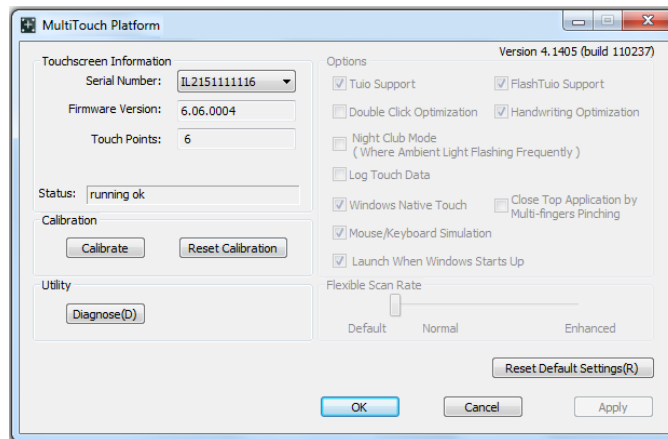 MultiTouch Platform
Version 4.1405 (build 110237)
Touchscreen Information
Serial Number: IL2151111116
Firmware Version: 6.06.0004
Touch Points: 6
Status: running ok
Calibration
Calibrate Reset Calibration
Utility
Diagnose(D)
Options
Tuio Support FlashTuio Support
Double Click Optimization Handwriting Optimization
Night Club Mode
( Where Ambient Light Flashing Frequently )
Log Touch Data
Windows Native Touch Close Top Application by
Multi-fingers Pinching
Mouse/Keyboard Simulation
Launch When Windows Starts Up
Flexible Scan Rate
Default Normal Enhanced
Reset Default Settings(R)
OK Cancel Apply